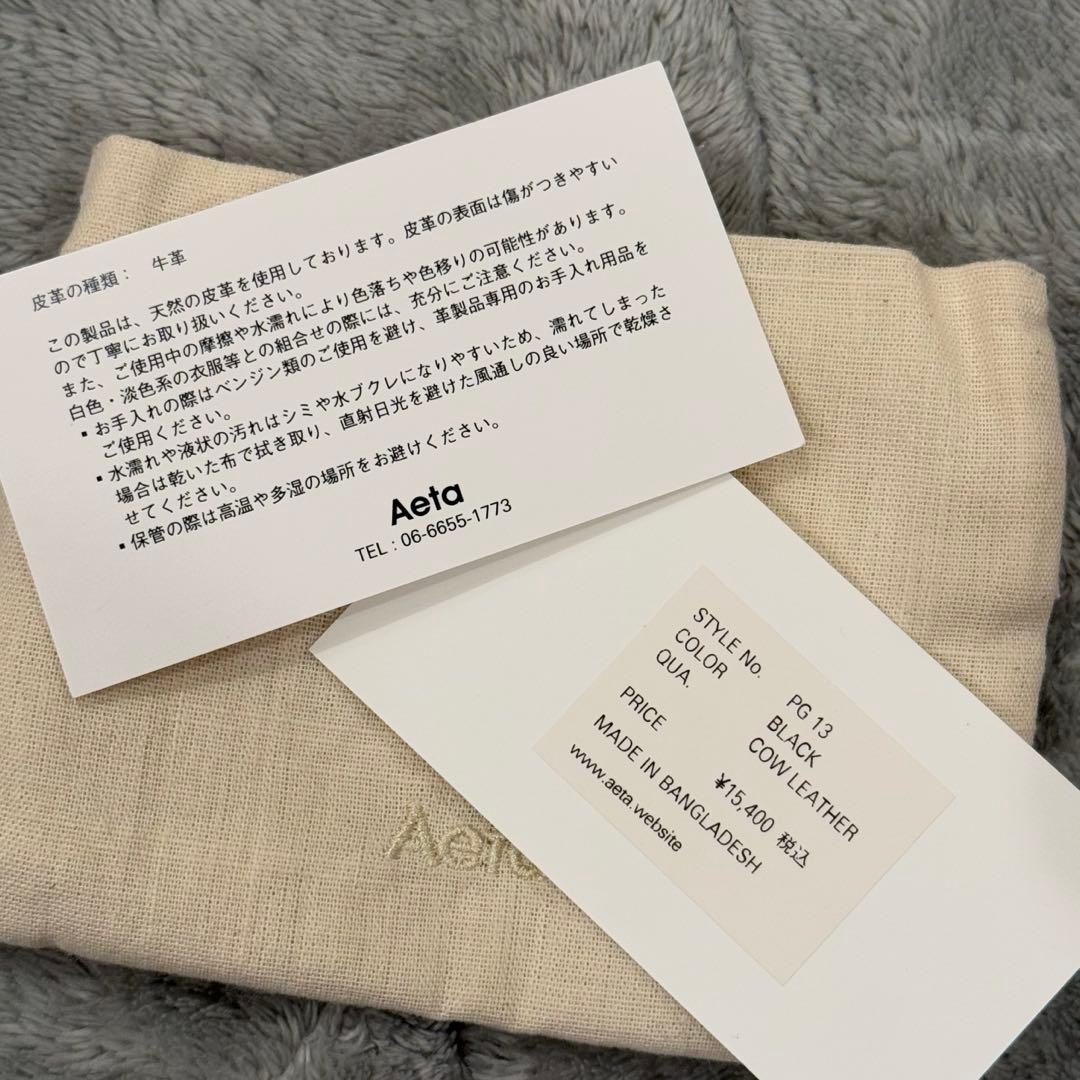 皮革の種類： 牛革
この製品は、天然の皮革を使用しております。皮革の表面は傷がつきやすい
ので丁寧にお取り扱いください。
また、ご使用中の摩擦や水濡れにより色落ちや色移りの可能性があります。
白色・淡色系の衣服等との組合せの際には、充分にご注意ください。
▪お手入れの際はベンジン類のご使用を避け、革製品専用のお手入れ用品を
ご使用ください。
▪水濡れや液状の汚れはシミや水ブクレになりやすいため、濡れてしまった
場合は乾いた布で拭き取り、直射日光を避けた風通しの良い場所で乾燥さ
せてください。
▪保管の際は高温や多湿の場所をお避けください。
Aeta
TEL : 06-6655-1773
STYLE No. PG 13
COLOR BLACK
QUA. COW LEATHER
PRICE ¥15,400 税込
MADE IN BANGLADESH
www.aeta.website
Aeta